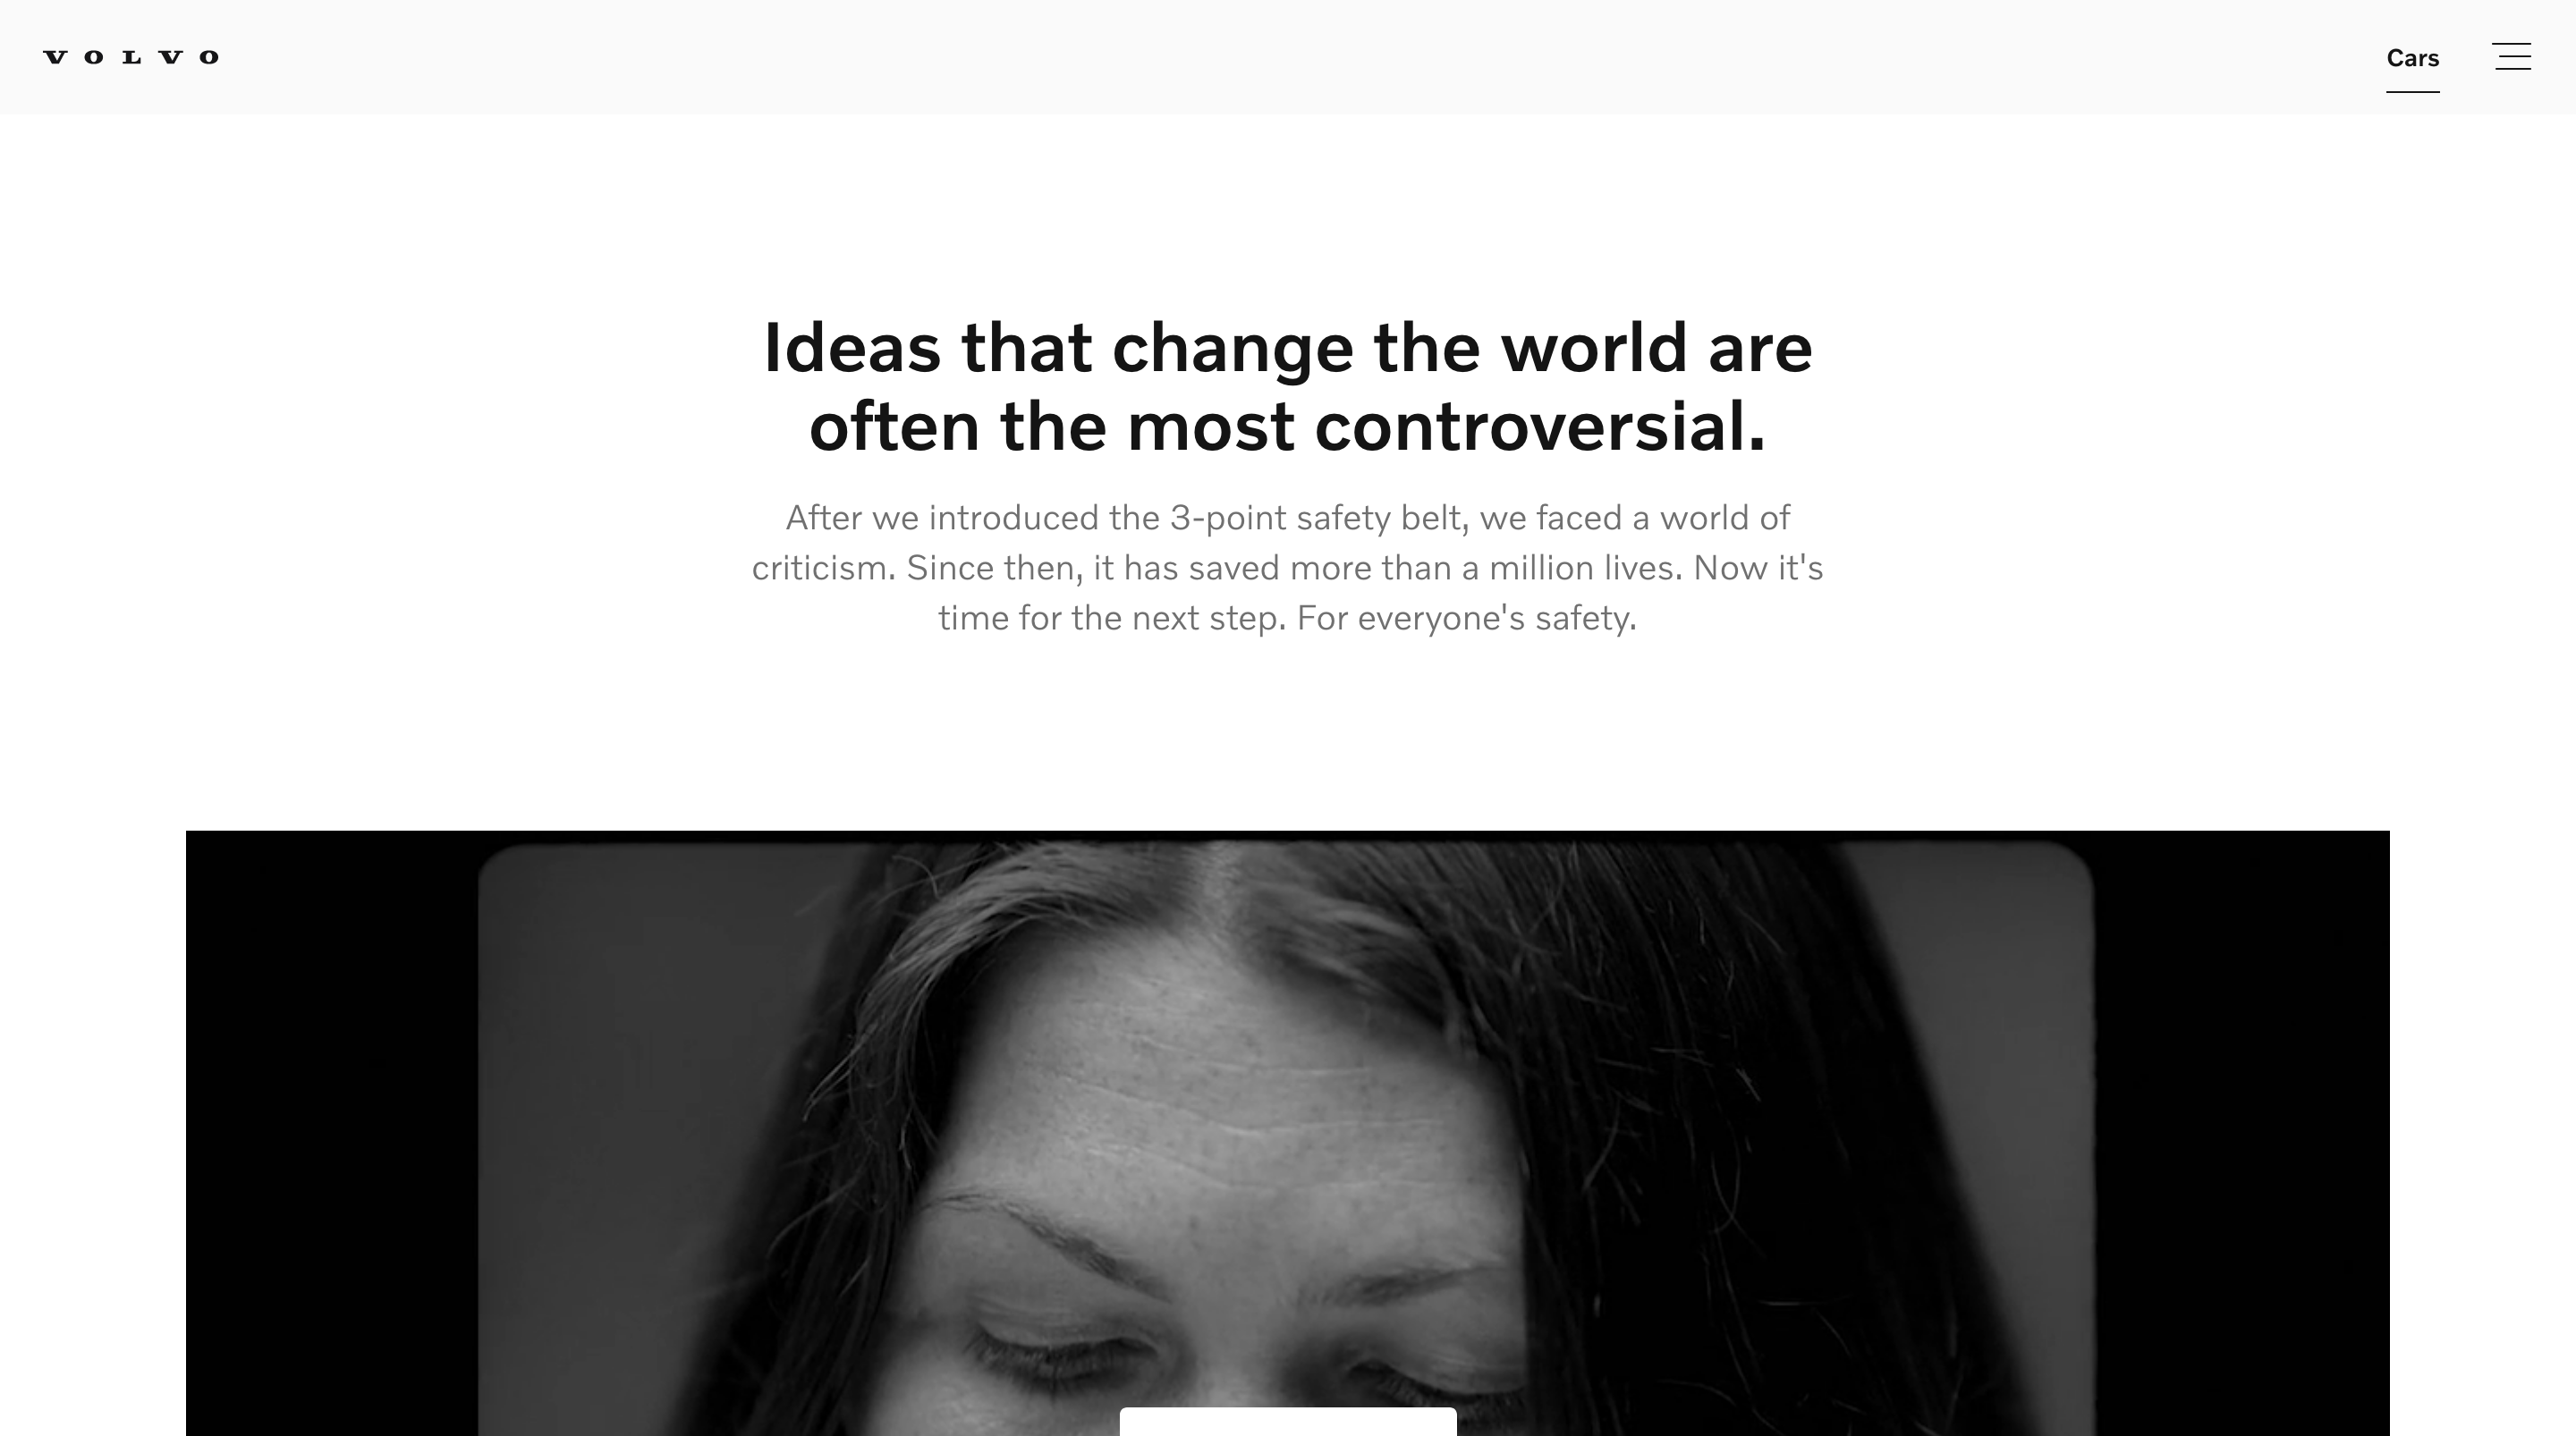 VOLVO
Cars
Ideas that change the world are
often the most controversial.
After we introduced the 3-point safety belt, we faced a world of
criticism. Since then, it has saved more than a million lives. Now it's
time for the next step. For everyone's safety.